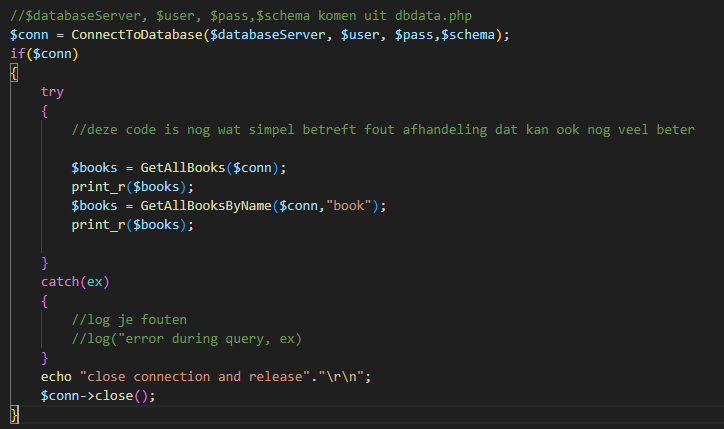 //$databaseServer, $user, $pass,$schema komen uit dbdata.php
$conn = ConnectToDatabase($databaseServer, $user, $pass,$schema);
if($conn)
{
    try
    {
        //deze code is nog wat simpel betreft fout afhandeling dat kan ook nog veel beter
        $books = GetAllBooks($conn);
        print_r($books);
        $books = GetAllBooksByName($conn,"book");
        print_r($books);
    }
    catch(ex)
    {
        //log je fouten
        //log("error during query, ex)
    }
    echo "close connection and release"."\r\n";
    $conn->close();
}